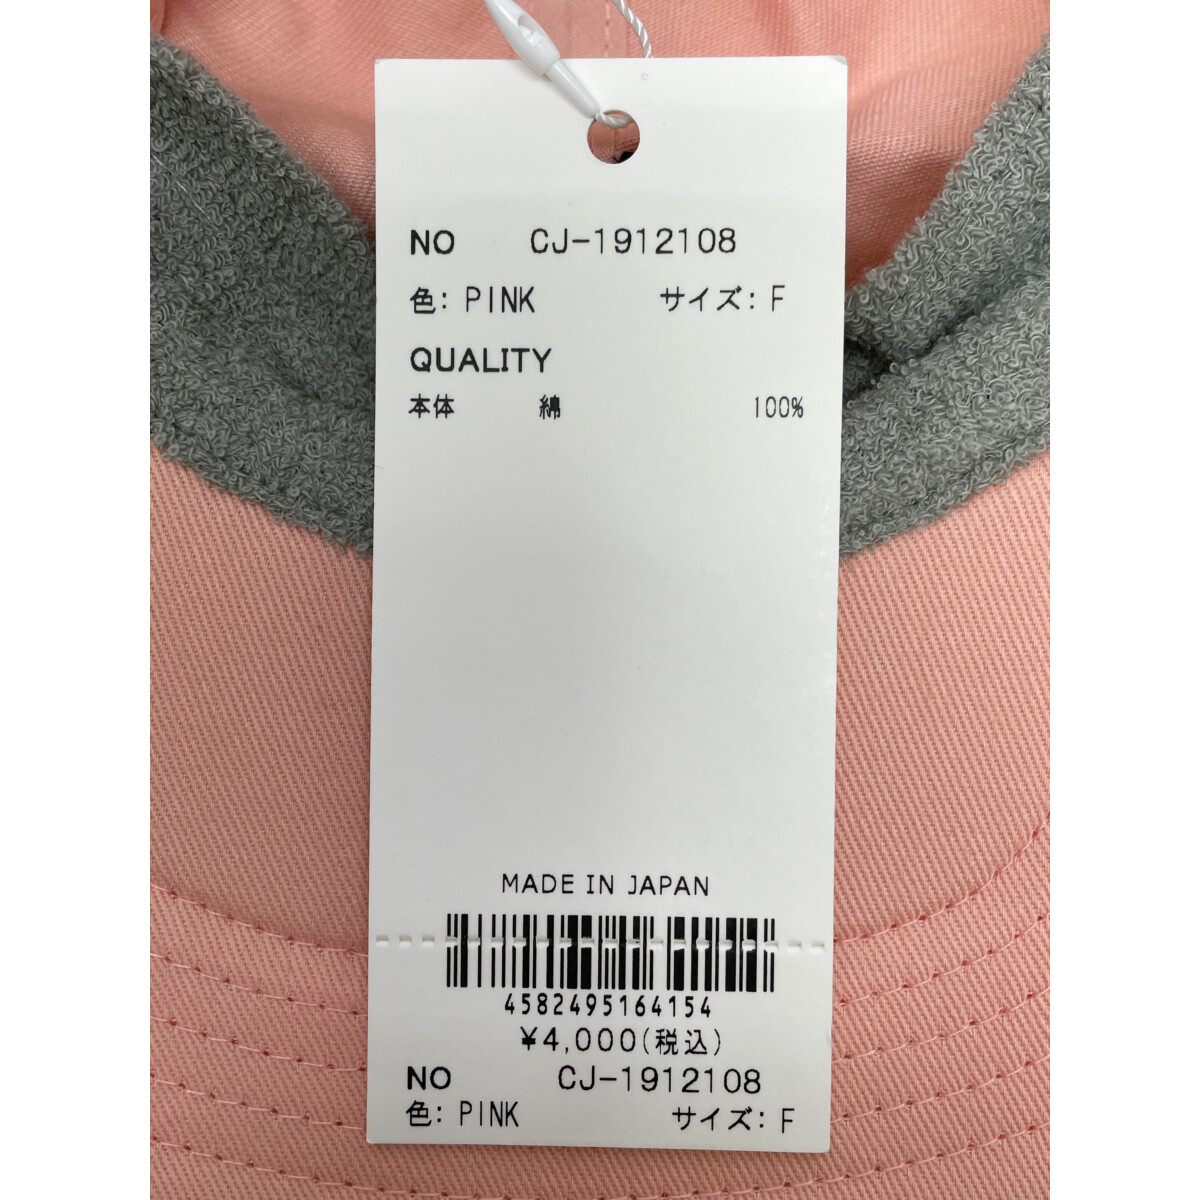 NO CJ-1912108
色: PINK サイズ: F
QUALITY
本体 綿 100%
MADE IN JAPAN
4582495164154
¥4,000(税込)
NO CJ-1912108
色: PINK サイズ: F